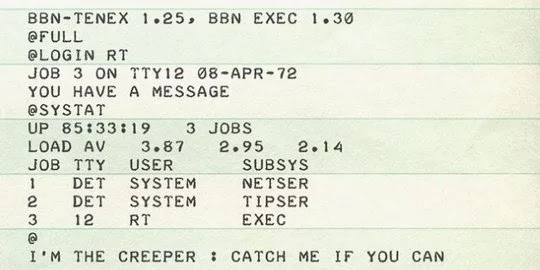 BBN-TENEX 1.25, BBN EXEC 1.30
@FULL
@LOGIN RT
JOB 3 ON TTY12 08-APR-72
YOU HAVE A MESSAGE
@SYSTAT
UP 85:33:19   3 JOBS
LOAD AV   3.87   2.95   2.14
JOB TTY   USER       SUBSYS
1   DET   SYSTEM     NETSER
2   DET   SYSTEM     TIPSER
3   12    RT         EXEC
@
I'M THE CREEPER : CATCH ME IF YOU CAN